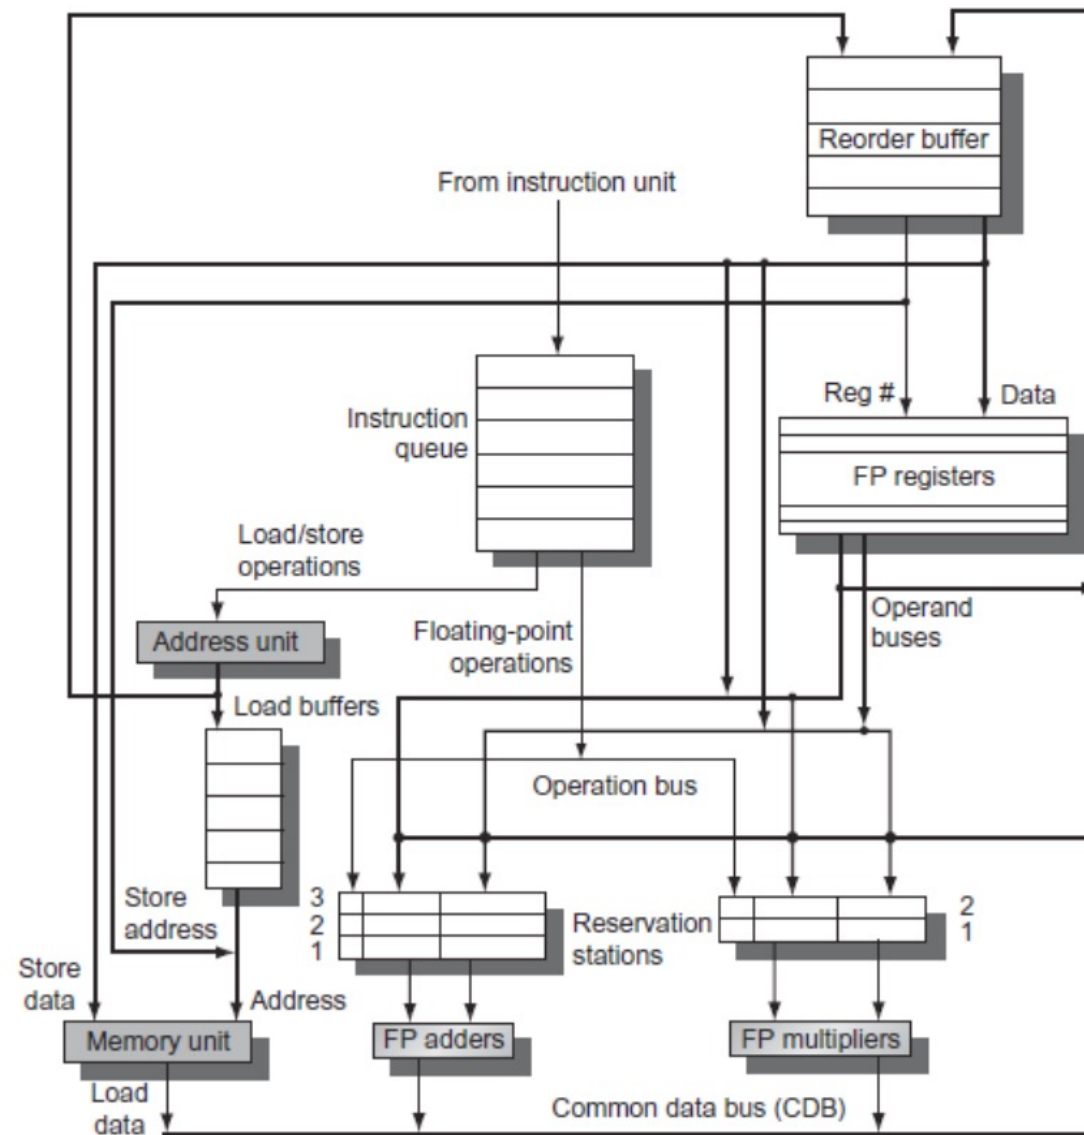 Reorder buffer
From instruction unit
Reg #
Data
Instruction
queue
FP registers
Load/store
operations
Operand
buses
Address unit
Floating-point
operations
Load buffers
Operation bus
Store
address
3
2
1
Reservation
stations
2
1
Store
data
Address
Memory unit
FP adders
FP multipliers
Load
data
Common data bus (CDB)